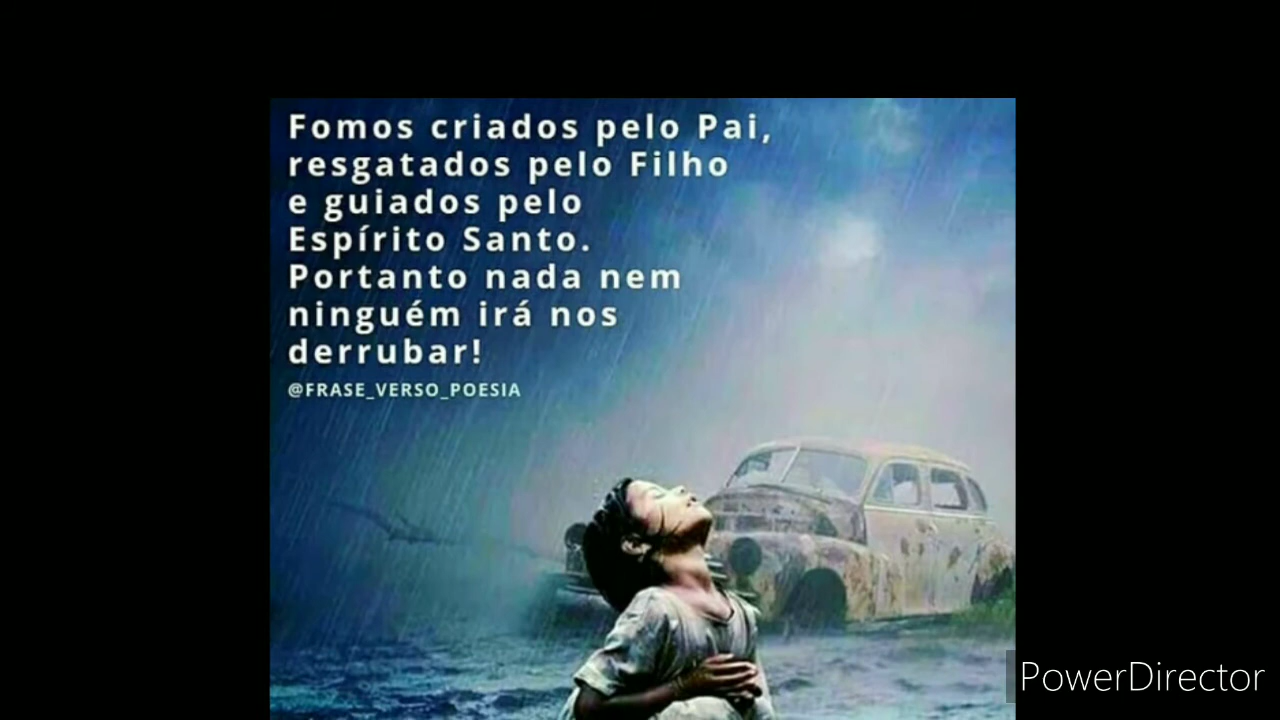 Fomos criados pelo Pai,
resgatados pelo Filho
e guiados pelo
Espírito Santo.
Portanto nada nem
ninguém irá nos
derrubar!
@FRASE_VERSO_POESIA
PowerDirector